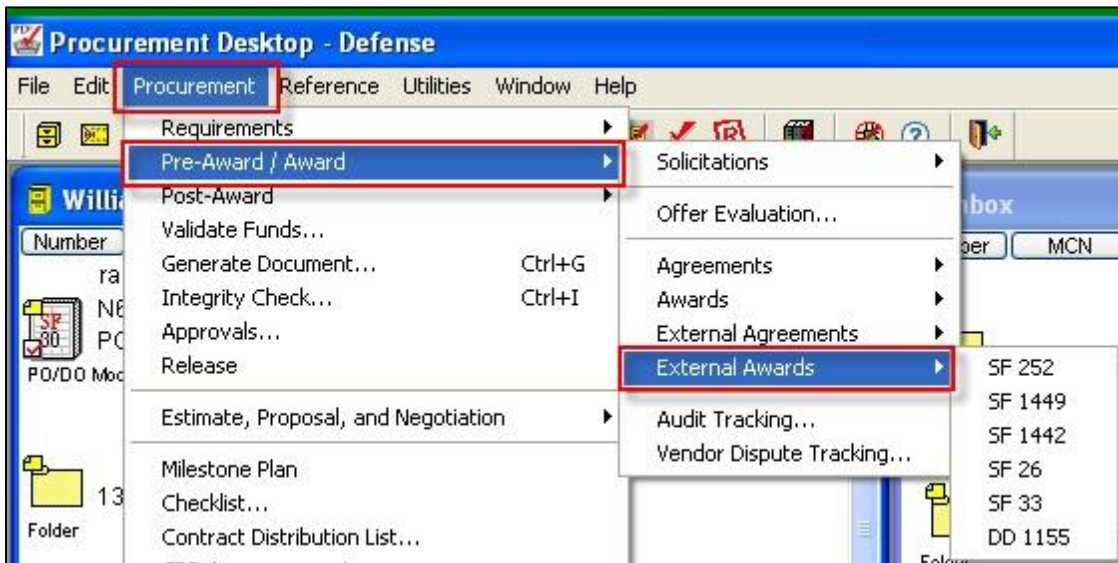 Procurement Desktop - Defense
File Edit Procurement Reference Utilities Window Help
Requirements
Pre-Award / Award
Post-Award
Validate Funds...
Generate Document... Ctrl+G
Integrity Check... Ctrl+I
Approvals...
Release
Estimate, Proposal, and Negotiation
Milestone Plan
Checklist...
Contract Distribution List...
Solicitations
Offer Evaluation...
Agreements
Awards
External Agreements
External Awards
Audit Tracking...
Vendor Dispute Tracking...
SF 252
SF 1449
SF 1442
SF 26
SF 33
DD 1155
Number
SF
30
PO/DO
13
Folder
MCN